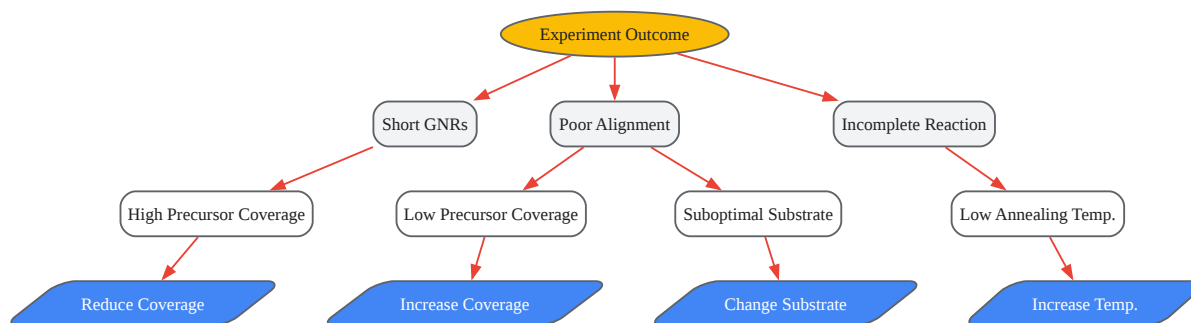 Experiment Outcome
Short GNRs
Poor Alignment
Incomplete Reaction
High Precursor Coverage
Low Precursor Coverage
Suboptimal Substrate
Low Annealing Temp.
Reduce Coverage
Increase Coverage
Change Substrate
Increase Temp.